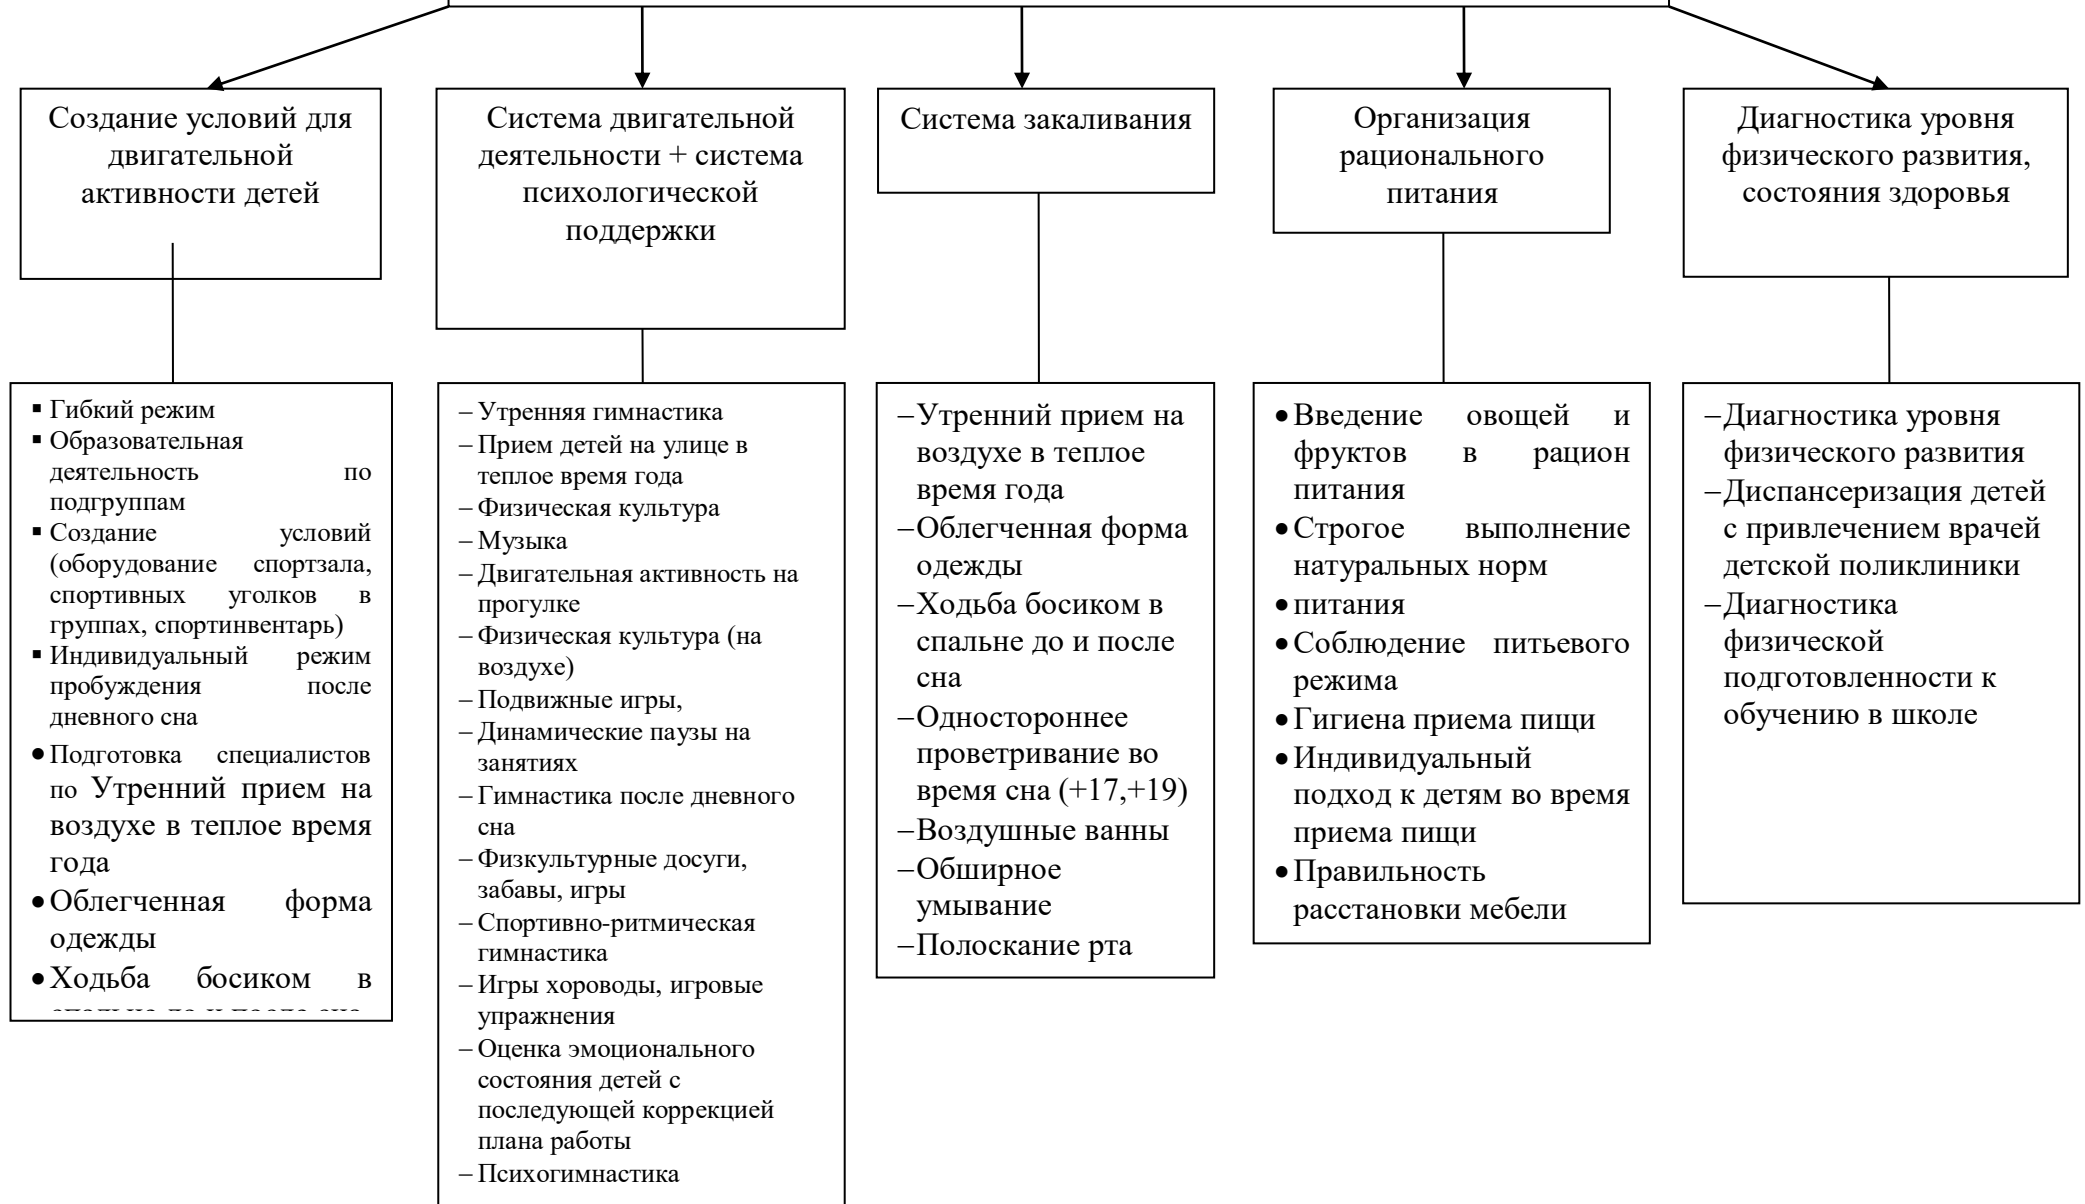 Создание условий для
двигательной
активности детей
Система двигательной
деятельности + система
психологической
поддержки
Система закаливания
Организация
рационального
питания
Диагностика уровня
физического развития,
состояния здоровья
▪ Гибкий режим
▪ Образовательная
деятельность по
подгруппам
▪ Создание условий
(оборудование спортзала,
спортивных уголков в
группах, спортинвентарь)
▪ Индивидуальный режим
пробуждения после
дневного сна
• Подготовка специалистов
по Утренний прием на
воздухе в теплое время
года
• Облегченная форма
одежды
• Ходьба босиком в
– Утренняя гимнастика
– Прием детей на улице в
теплое время года
– Физическая культура
– Музыка
– Двигательная активность на
прогулке
– Физическая культура (на
воздухе)
– Подвижные игры,
– Динамические паузы на
занятиях
– Гимнастика после дневного
сна
– Физкультурные досуги,
забавы, игры
– Спортивно-ритмическая
гимнастика
– Игры хороводы, игровые
упражнения
– Оценка эмоционального
состояния детей с
последующей коррекцией
плана работы
– Психогимнастика
–Утренний прием на
воздухе в теплое
время года
–Облегченная форма
одежды
–Ходьба босиком в
спальне до и после
сна
–Одностороннее
проветривание во
время сна (+17,+19)
–Воздушные ванны
–Обширное
умывание
–Полоскание рта
• Введение овощей и
фруктов в рацион
питания
• Строгое выполнение
натуральных норм
• питания
• Соблюдение питьевого
режима
• Гигиена приема пищи
• Индивидуальный
подход к детям во время
приема пищи
• Правильность
расстановки мебели
–Диагностика уровня
физического развития
–Диспансеризация детей
с привлечением врачей
детской поликлиники
–Диагностика
физической
подготовленности к
обучению в школе